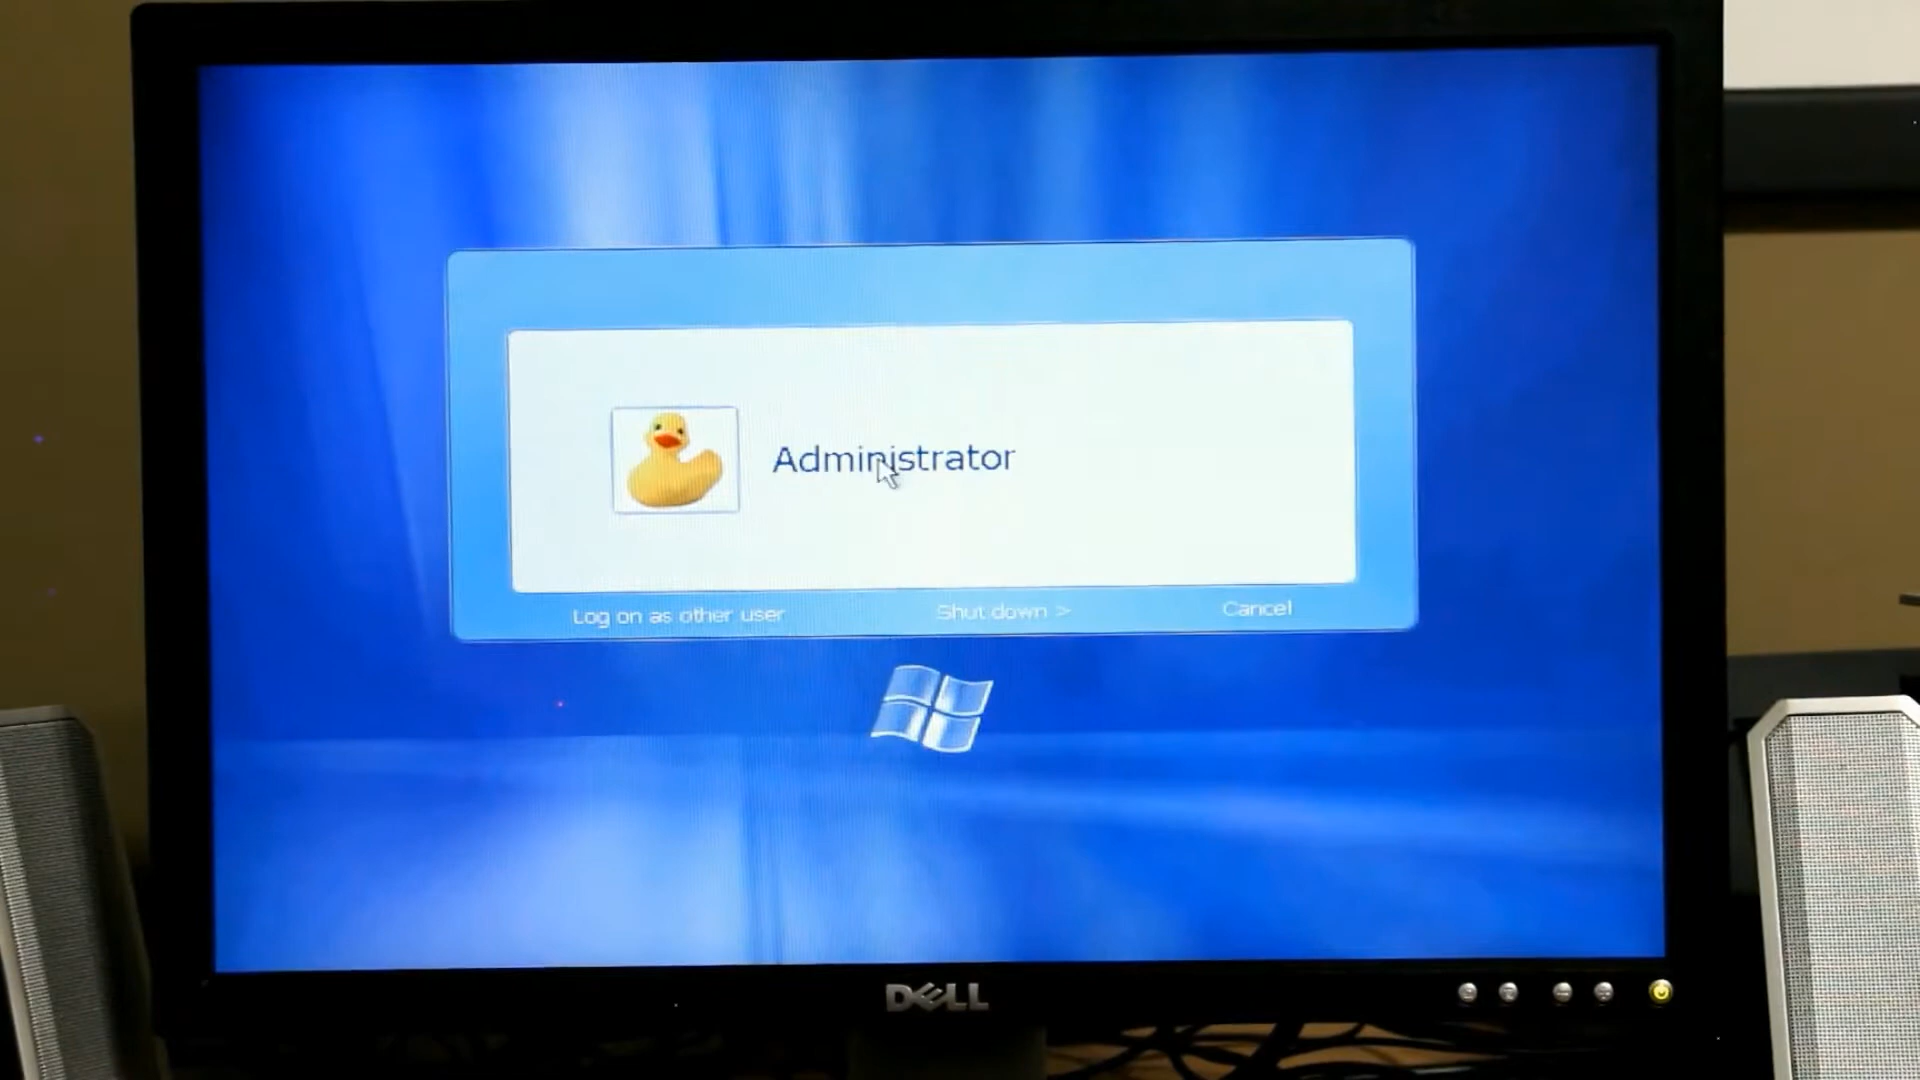 Administrator
Log on as other user
Shut down >
Cancel
DELL